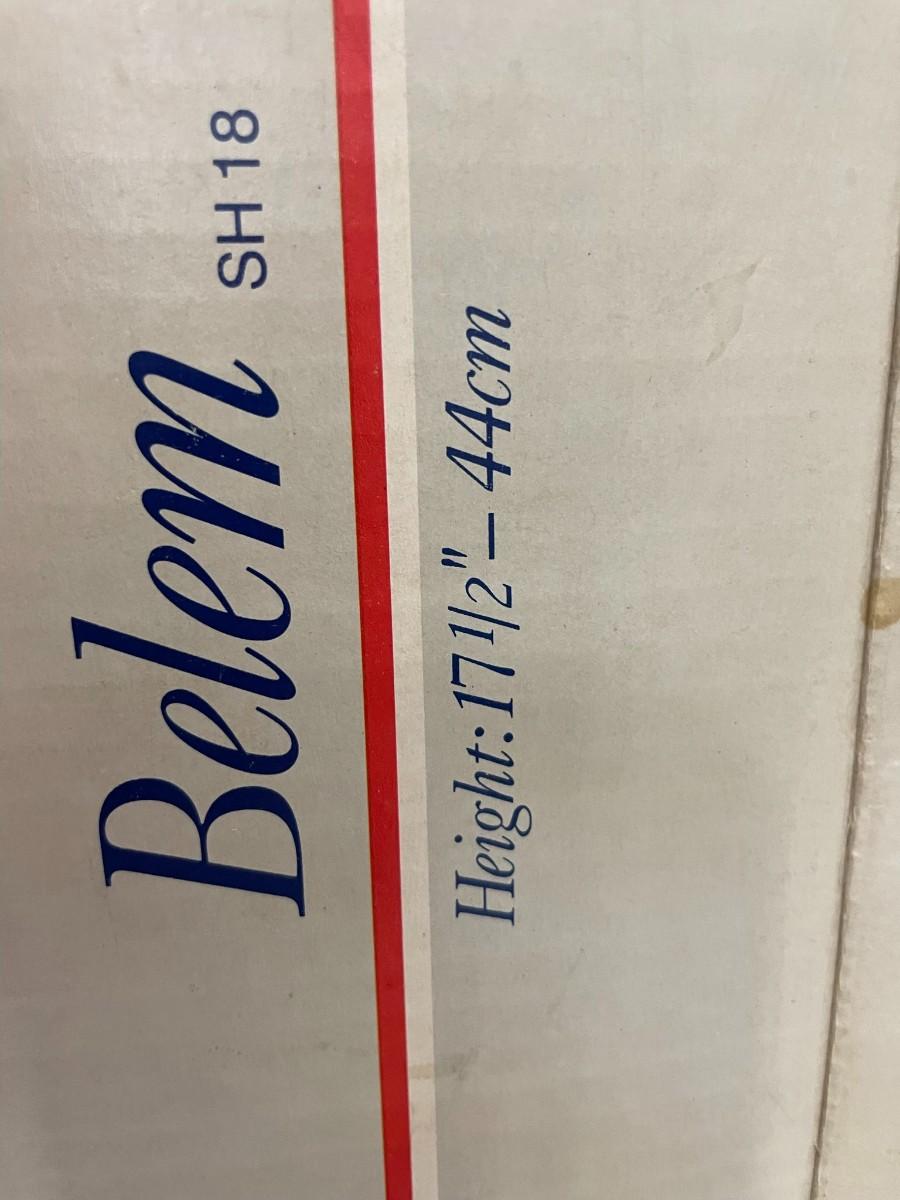 Belem SH 18
Height: 17 1/2" – 44cm